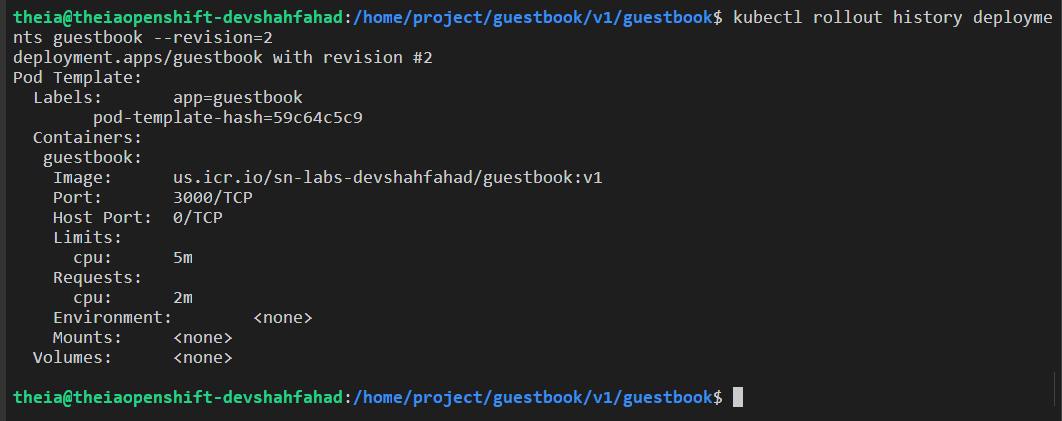 theia@theiaopenshift-devshahfahad:/home/project/guestbook/v1/guestbook$ kubectl rollout history deployme
nts guestbook --revision=2
deployment.apps/guestbook with revision #2
Pod Template:
  Labels:       app=guestbook
        pod-template-hash=59c64c5c9
  Containers:
   guestbook:
    Image:      us.icr.io/sn-labs-devshahfahad/guestbook:v1
    Port:       3000/TCP
    Host Port:  0/TCP
    Limits:
      cpu:      5m
    Requests:
      cpu:      2m
    Environment:        <none>
    Mounts:     <none>
  Volumes:      <none>
theia@theiaopenshift-devshahfahad:/home/project/guestbook/v1/guestbook$